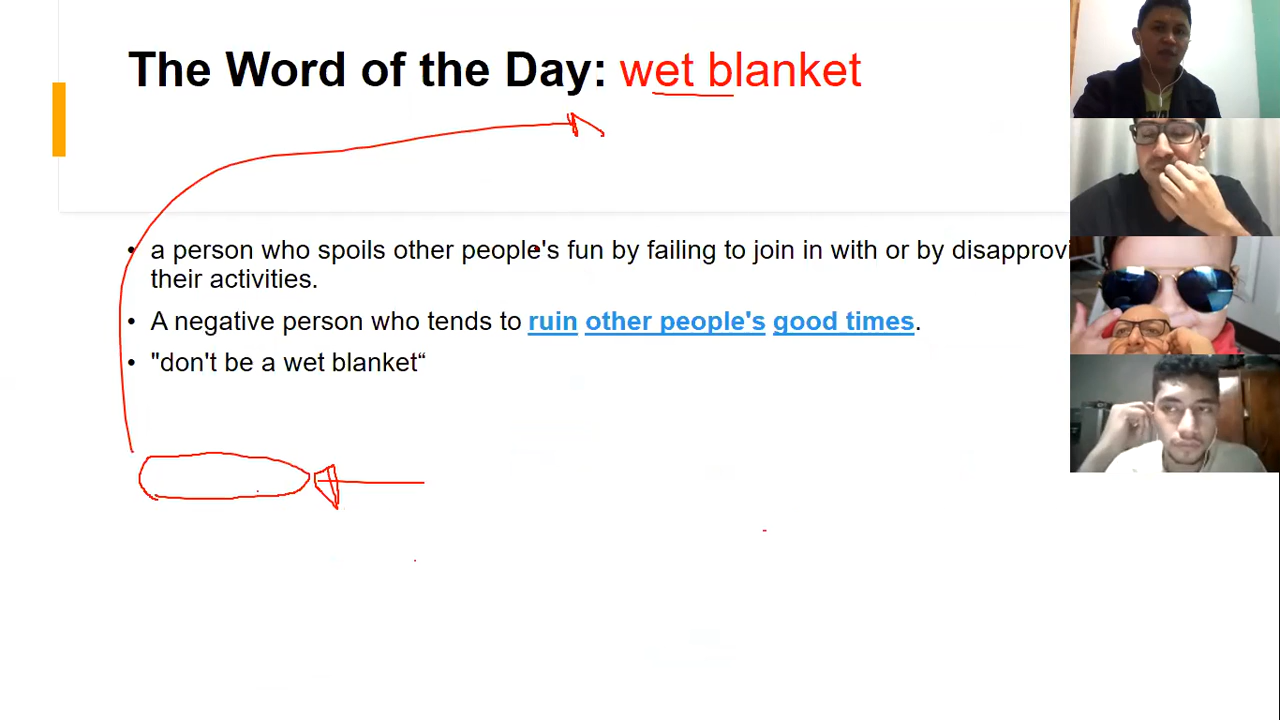 The Word of the Day: wet blanket
• a person who spoils other people's fun by failing to join in with or by disapprovi
their activities.
• A negative person who tends to ruin other people's good times.
• "don't be a wet blanket“